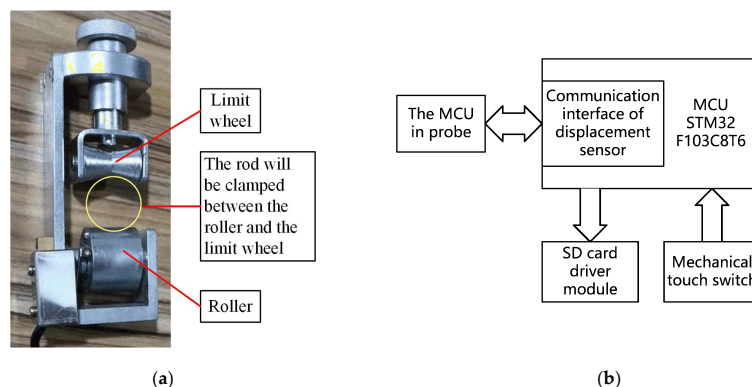 (a)
Limit
wheel
The rod will
be clamped
between the
roller and the
limit wheel
Roller
(b)
The MCU
in probe
Communication
interface of
displacement
sensor
MCU
STM32
F103C8T6
SD card
driver
module
Mechanical
touch switch